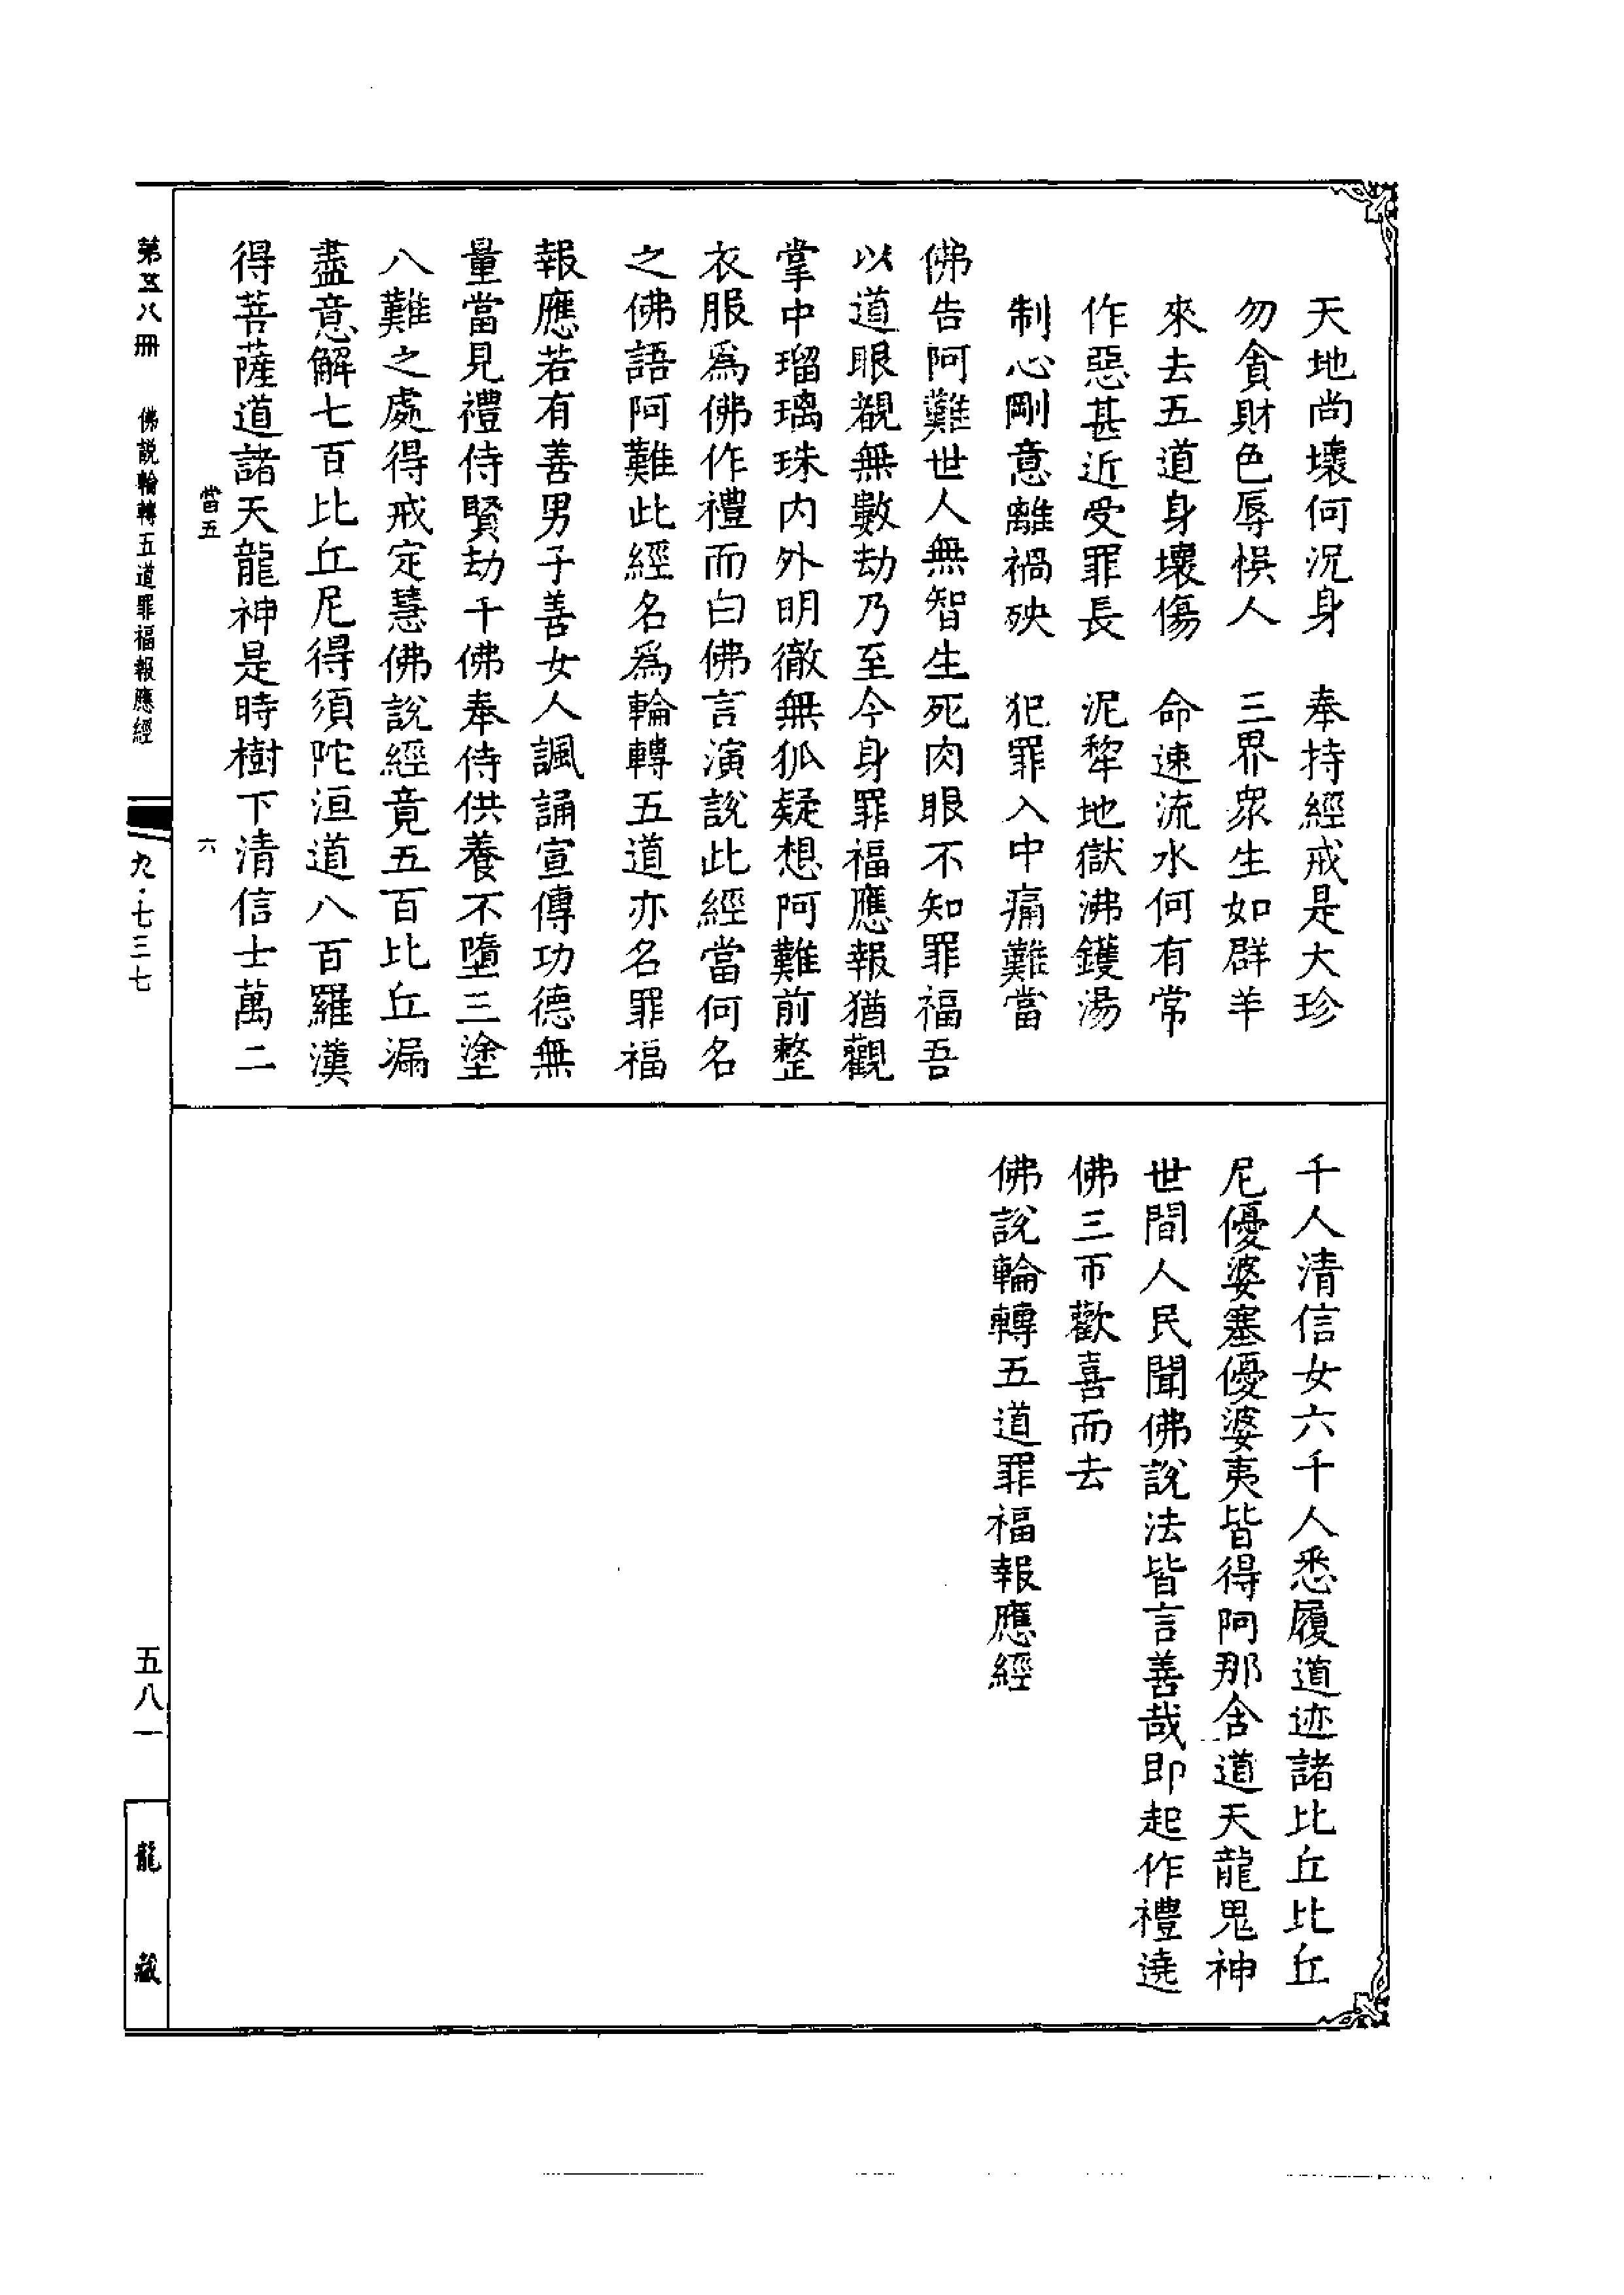 天地尚壞何況身　奉持經戒是大珍
勿貪財色辱悮人　三界衆生如群羊
來去五道身壞傷　命速流水何有常
作惡甚近受罪長　泥犂地獄沸鑊湯
制心剛意離禍殃　犯罪入中痛難當
佛告阿難世人無智生死肉眼不知罪福吾
以道眼覩無數劫乃至今身罪福應報猶觀
掌中瑠璃珠内外明徹無狐疑想阿難前整
衣服爲佛作禮而白佛言演說此經當何名
之佛語阿難此經名爲輪轉五道亦名罪福
報應若有善男子善女人諷誦宣傳功德無
量當見禮侍賢劫千佛奉侍供養不墮三塗
八難之處得戒定慧佛說經竟五百比丘漏
盡意解七百比丘尼得須陀洹道八百羅漢
得菩薩道諸天龍神是時樹下清信士萬二
當五　六
千人清信女六千人悉履道迹諸比丘比丘
尼優婆塞優婆夷皆得阿那含道天龍鬼神
世間人民聞佛說法皆言善哉即起作禮遶
佛三帀歡喜而去
佛說輪轉五道罪福報應經
第五八冊　佛說輪轉五道罪福報應經
九·七三七
五八一
龍藏